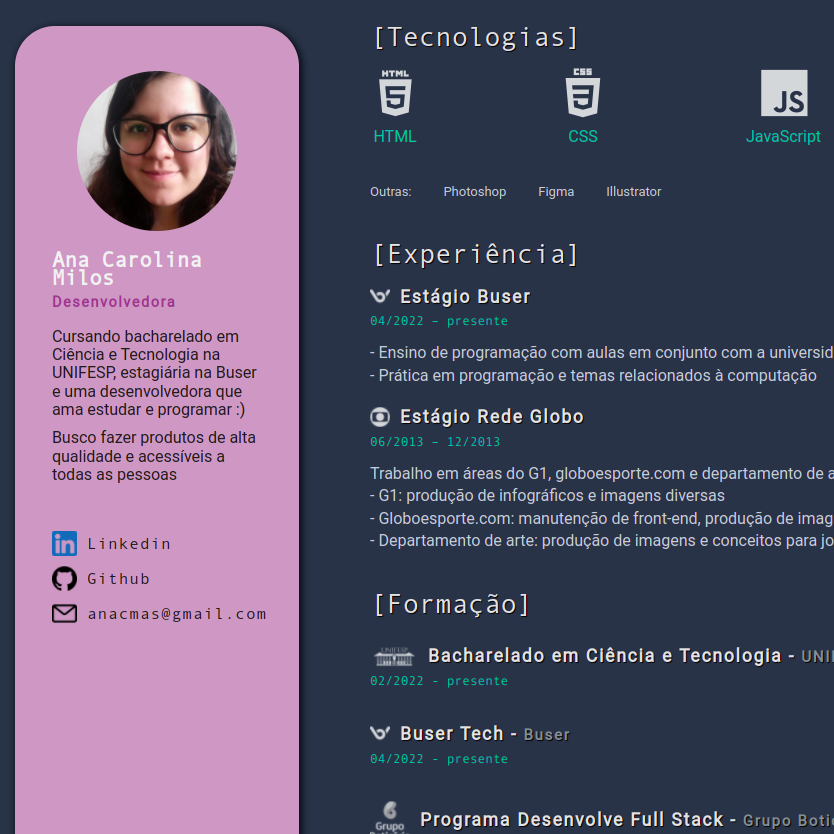 Ana Carolina
Milos
Desenvolvedora
Cursando bacharelado em
Ciência e Tecnologia na
UNIFESP, estagiária na Buser
e uma desenvolvedora que
ama estudar e programar :)
Busco fazer produtos de alta
qualidade e acessíveis a
todas as pessoas
in Linkedin
Github
anacmas@gmail.com
[Tecnologias]
HTML CSS
5 3 JS
HTML CSS JavaScript
Outras: Photoshop Figma Illustrator
[Experiência]
Estágio Buser
04/2022 – presente
- Ensino de programação com aulas em conjunto com a universid
- Prática em programação e temas relacionados à computação
Estágio Rede Globo
06/2013 – 12/2013
Trabalho em áreas do G1, globoesporte.com e departamento de a
- G1: produção de infográficos e imagens diversas
- Globoesporte.com: manutenção de front-end, produção de imag
- Departamento de arte: produção de imagens e conceitos para jo
[Formação]
UNIFESP
Bacharelado em Ciência e Tecnologia - UNI
02/2022 - presente
Buser Tech - Buser
04/2022 - presente
Grupo
Programa Desenvolve Full Stack - Grupo Boti